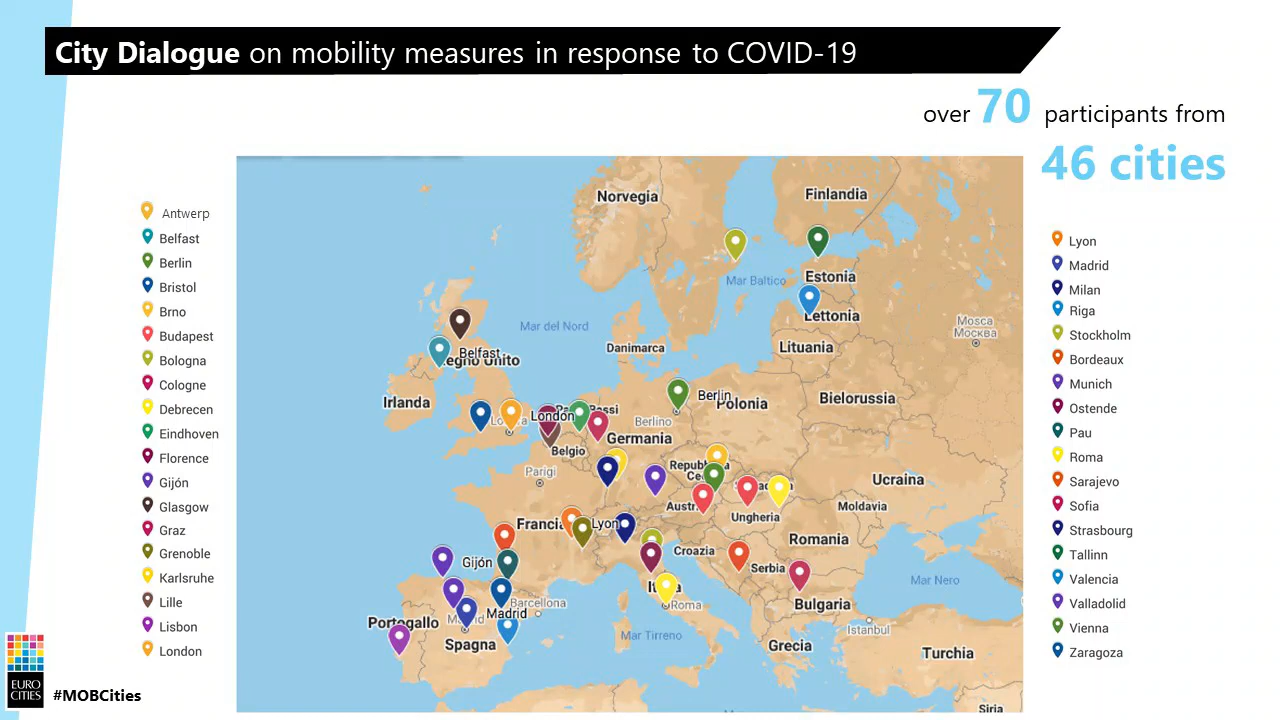 City Dialogue on mobility measures in response to COVID-19
over 70 participants from
46 cities
Antwerp
Belfast
Berlin
Bristol
Brno
Budapest
Bologna
Cologne
Debrecen
Eindhoven
Florence
Gijón
Glasgow
Graz
Grenoble
Karlsruhe
Lille
Lisbon
London
Norvegia
Finlandia
Mar Baltico
Estonia
Lettonia
Mar del Nord
Mosca
Москва
Danimarca
Lituania
Belfast
Regno Unito
Irlanda
Berlin
Polonia
Bielorussia
London
Berlino
Germania
Belgio
Parigi
Ucraina
Moldavia
Ungheria
Francia
Lyon
Romania
Croazia
Serbia
Gijón
Mar Nero
Barcellona
Madrid
Roma
Bulgaria
Portogallo
Istanbul
Mar Tirreno
Spagna
Grecia
Turchia
Siria
Lyon
Madrid
Milan
Riga
Stockholm
Bordeaux
Munich
Ostende
Pau
Roma
Sarajevo
Sofia
Strasbourg
Tallinn
Valencia
Valladolid
Vienna
Zaragoza
EURO
CITIES
#MOBCities